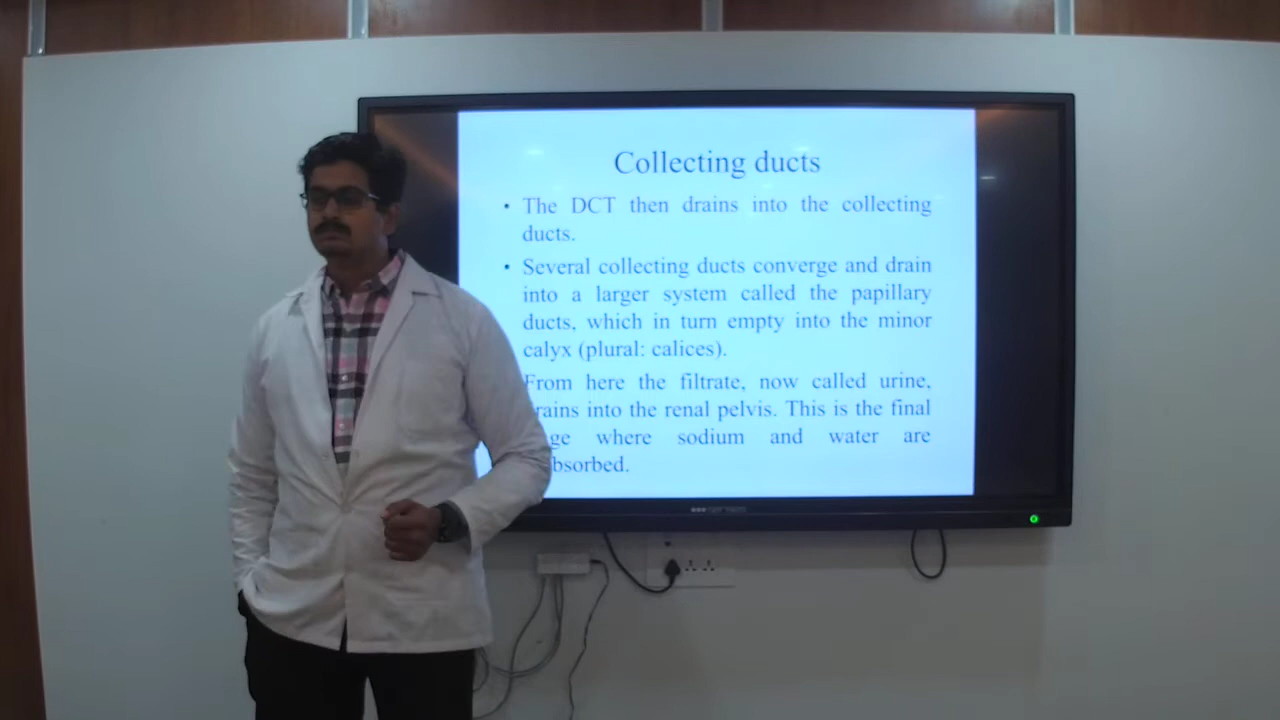 Collecting ducts
• The DCT then drains into the collecting
ducts.
• Several collecting ducts converge and drain
into a larger system called the papillary
ducts, which in turn empty into the minor
calyx (plural: calices).
From here the filtrate, now called urine,
rains into the renal pelvis. This is the final
ge where sodium and water are
bsorbed.